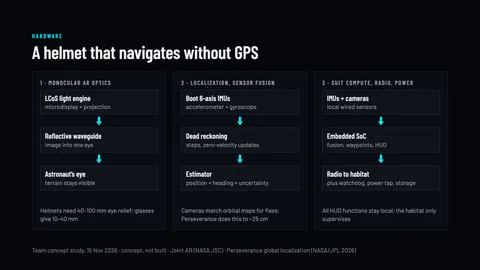 HARDWARE
A helmet that navigates without GPS
1 · MONOCULAR AR OPTICS
LCoS light engine
microdisplay + projection
Reflective waveguide
image into one eye
Astronaut's eye
terrain stays visible
Helmets need 40–100 mm eye relief; glasses
give 10–40 mm
2 · LOCALIZATION, SENSOR FUSION
Boot 6-axis IMUs
accelerometer + gyroscope
Dead reckoning
steps, zero-velocity updates
Estimator
position + heading + uncertainty
Cameras match orbital maps for fixes;
Perseverance does this to ~25 cm
3 · SUIT COMPUTE, RADIO, POWER
IMUs + cameras
local wired sensors
Embedded SoC
fusion, waypoints, HUD
Radio to habitat
plus watchdog, power tap, storage
All HUD functions stay local; the habitat only
supervises
Team concept study, 15 Nov 2026 · concept, not built · Joint AR (NASA JSC) · Perseverance global localization (NASA/JPL 2026)